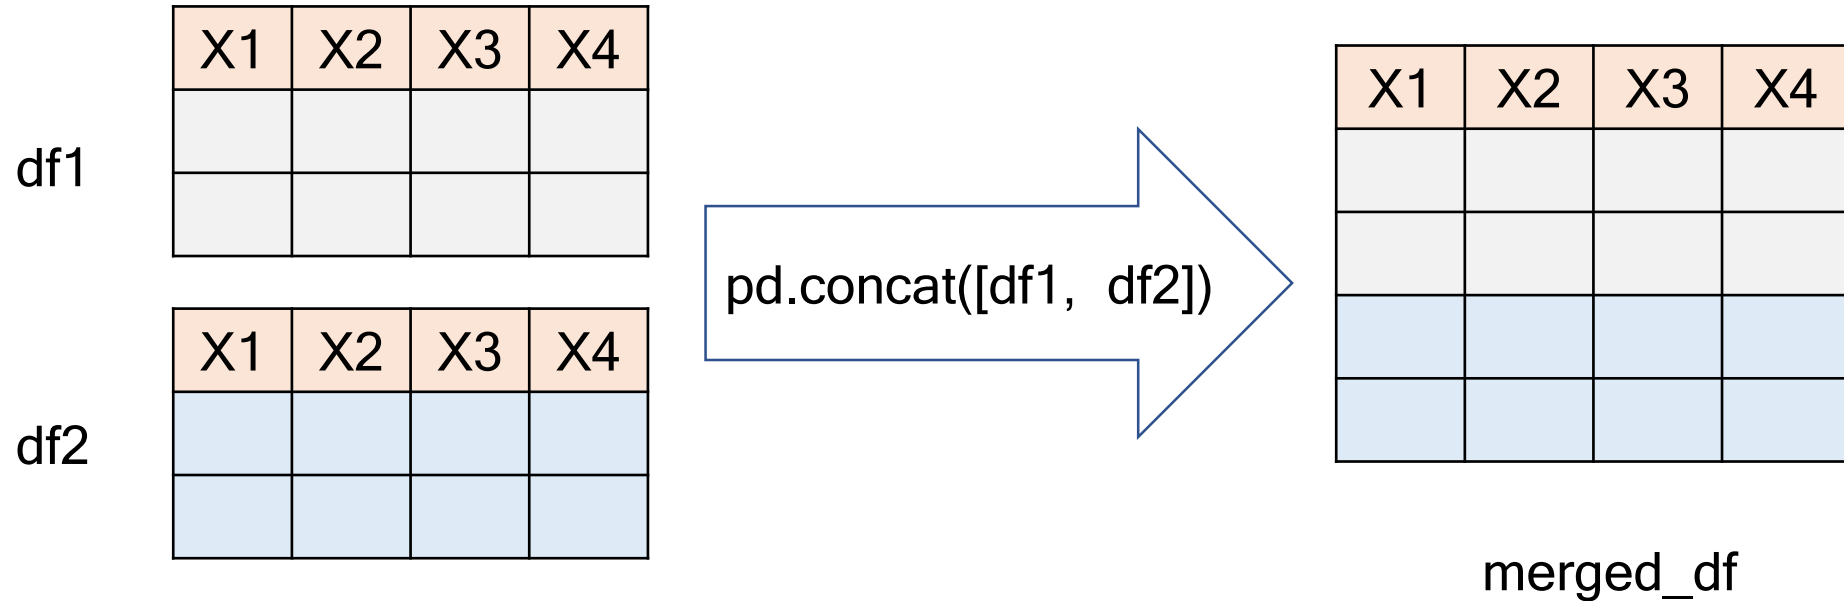 X1 X2 X3 X4
df1
X1 X2 X3 X4
df2
pd.concat([df1, df2])
X1 X2 X3 X4
merged_df